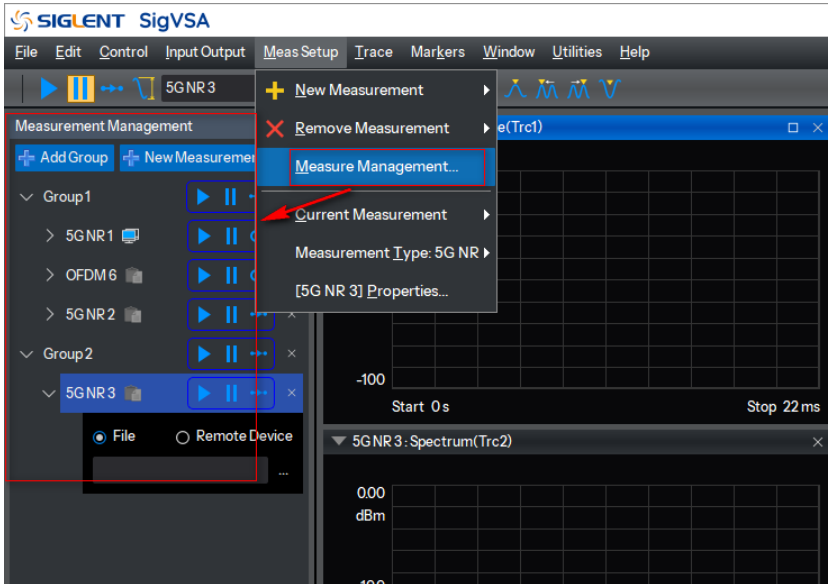 SIGLENT SigVSA
File Edit Control Input Output Meas Setup Trace Markers Window Utilities Help
5G NR 3
New Measurement
Remove Measurement
Measure Management...
Current Measurement
Measurement Type: 5G NR
[5G NR 3] Properties...
Measurement Management
Add Group New Measuremen
Group1
5G NR 1
OFDM 6
5G NR 2
Group2
5G NR 3
File Remote Device
...
e(Trc1)
-100
Start 0 s Stop 22 ms
5G NR 3 : Spectrum(Trc2)
0.00
dBm